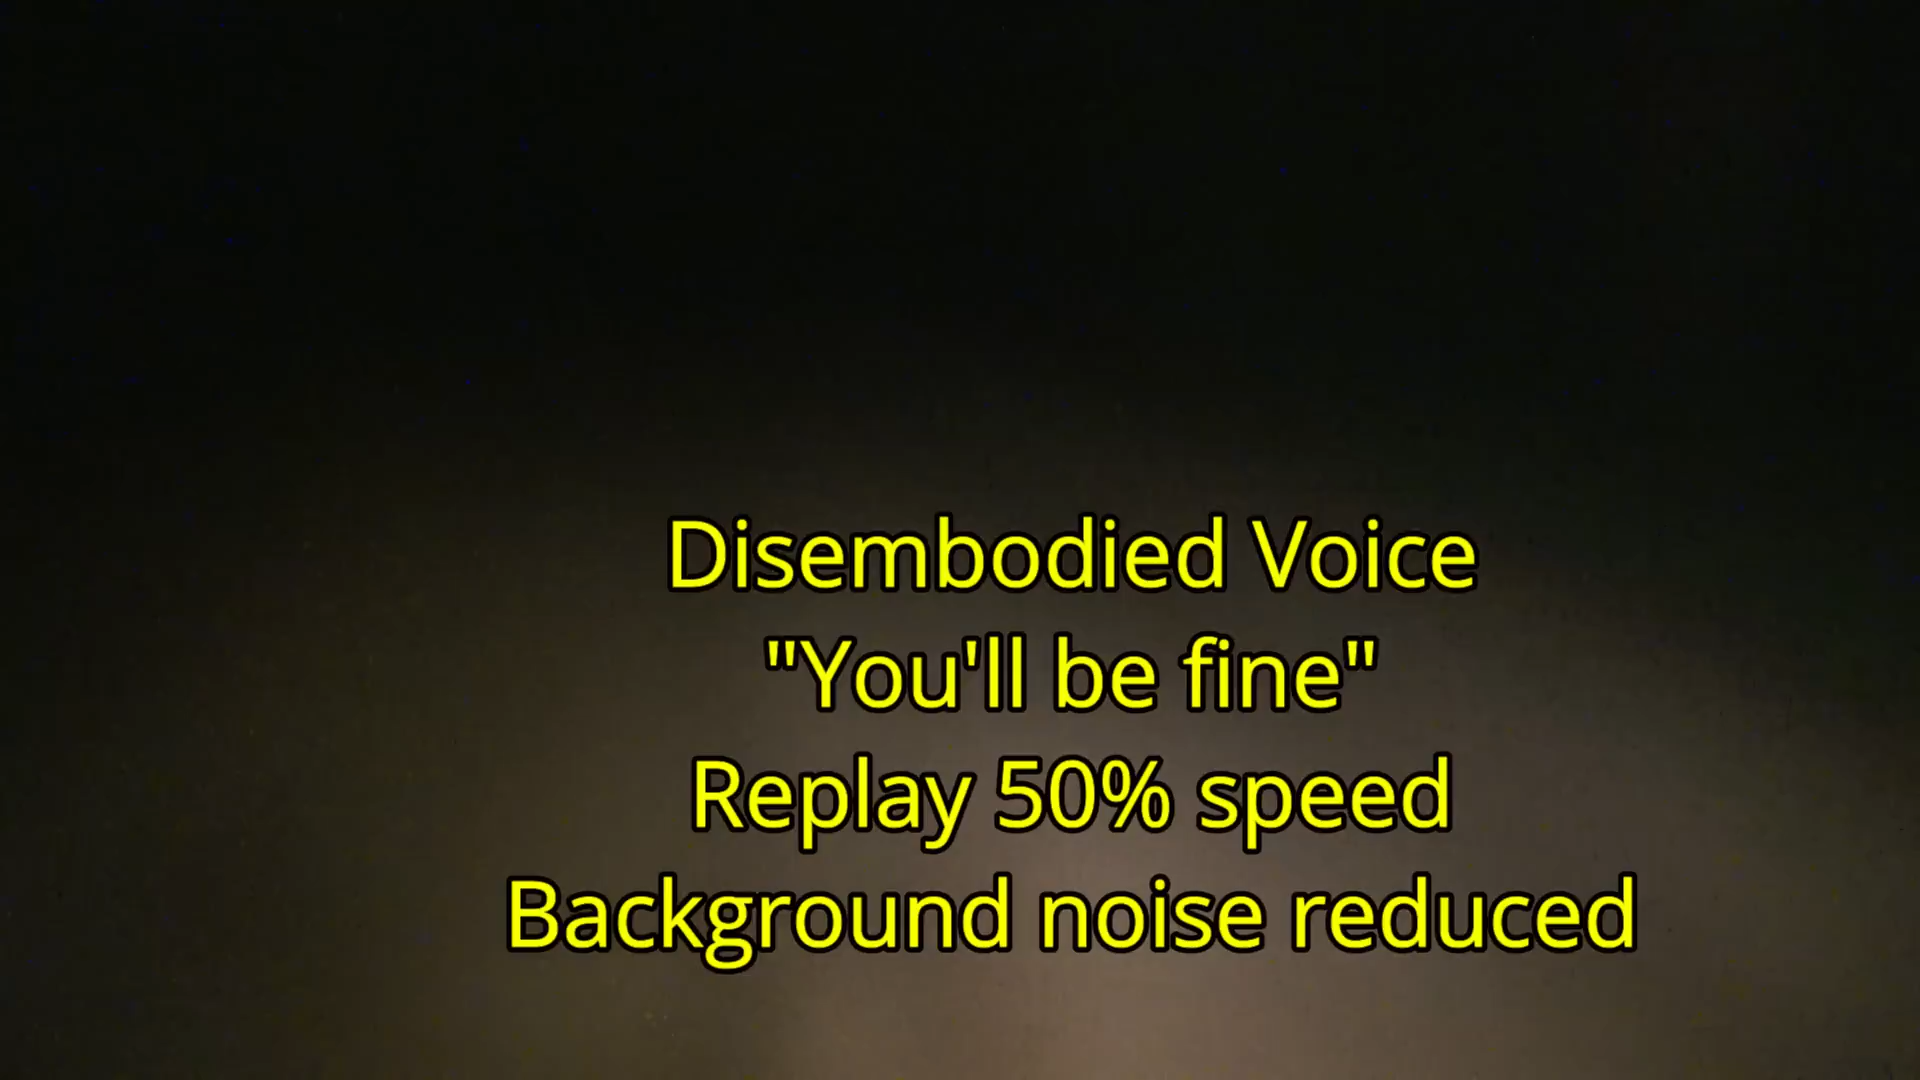 Disembodied Voice
"You'll be fine"
Replay 50% speed
Background noise reduced